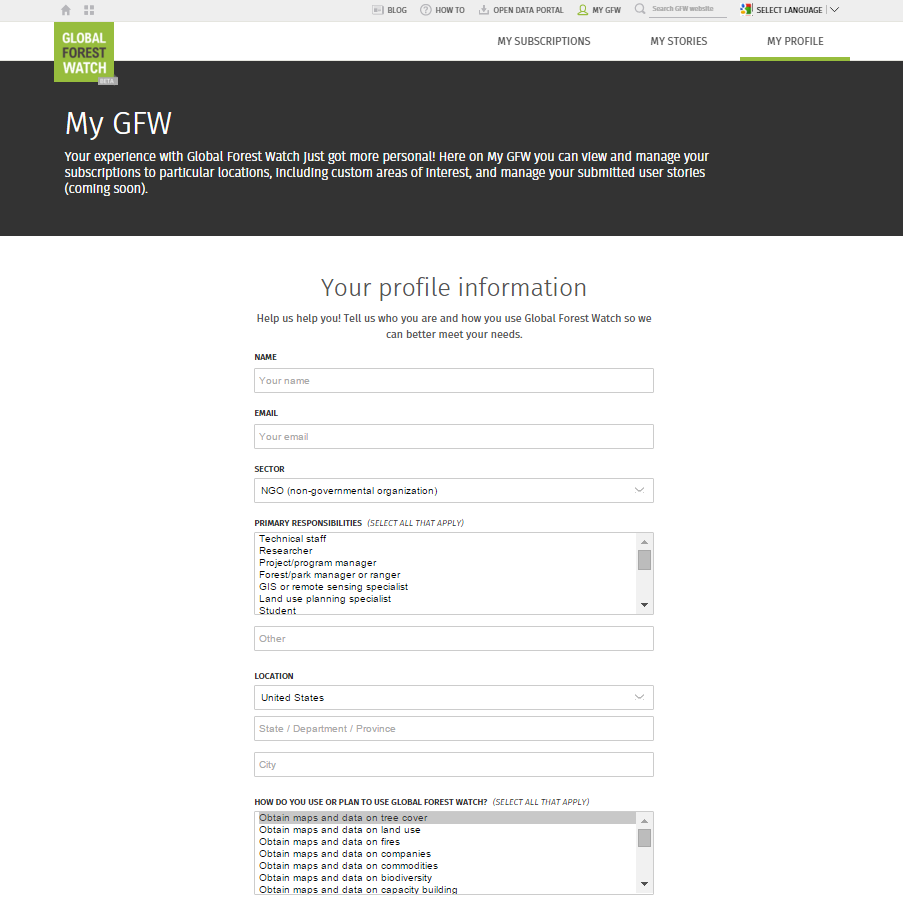 BLOG
HOW TO
OPEN DATA PORTAL
MY GFW
Search GFW website
SELECT LANGUAGE
GLOBAL
FOREST
WATCH
BETA
MY SUBSCRIPTIONS
MY STORIES
MY PROFILE
My GFW
Your experience with Global Forest Watch just got more personal! Here on My GFW you can view and manage your
subscriptions to particular locations, including custom areas of interest, and manage your submitted user stories
(coming soon).
Your profile information
Help us help you! Tell us who you are and how you use Global Forest Watch so we
can better meet your needs.
NAME
Your name
EMAIL
Your email
SECTOR
NGO (non-governmental organization)
PRIMARY RESPONSIBILITIES (SELECT ALL THAT APPLY)
Technical staff
Researcher
Project/program manager
Forest/park manager or ranger
GIS or remote sensing specialist
Land use planning specialist
Student
Other
LOCATION
United States
State / Department / Province
City
HOW DO YOU USE OR PLAN TO USE GLOBAL FOREST WATCH? (SELECT ALL THAT APPLY)
Obtain maps and data on tree cover
Obtain maps and data on land use
Obtain maps and data on fires
Obtain maps and data on companies
Obtain maps and data on commodities
Obtain maps and data on biodiversity
Obtain maps and data on capacity building